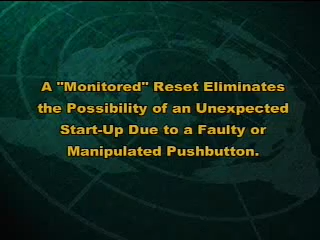 A "Monitored" Reset Eliminates
the Possibility of an Unexpected
Start-Up Due to a Faulty or
Manipulated Pushbutton.